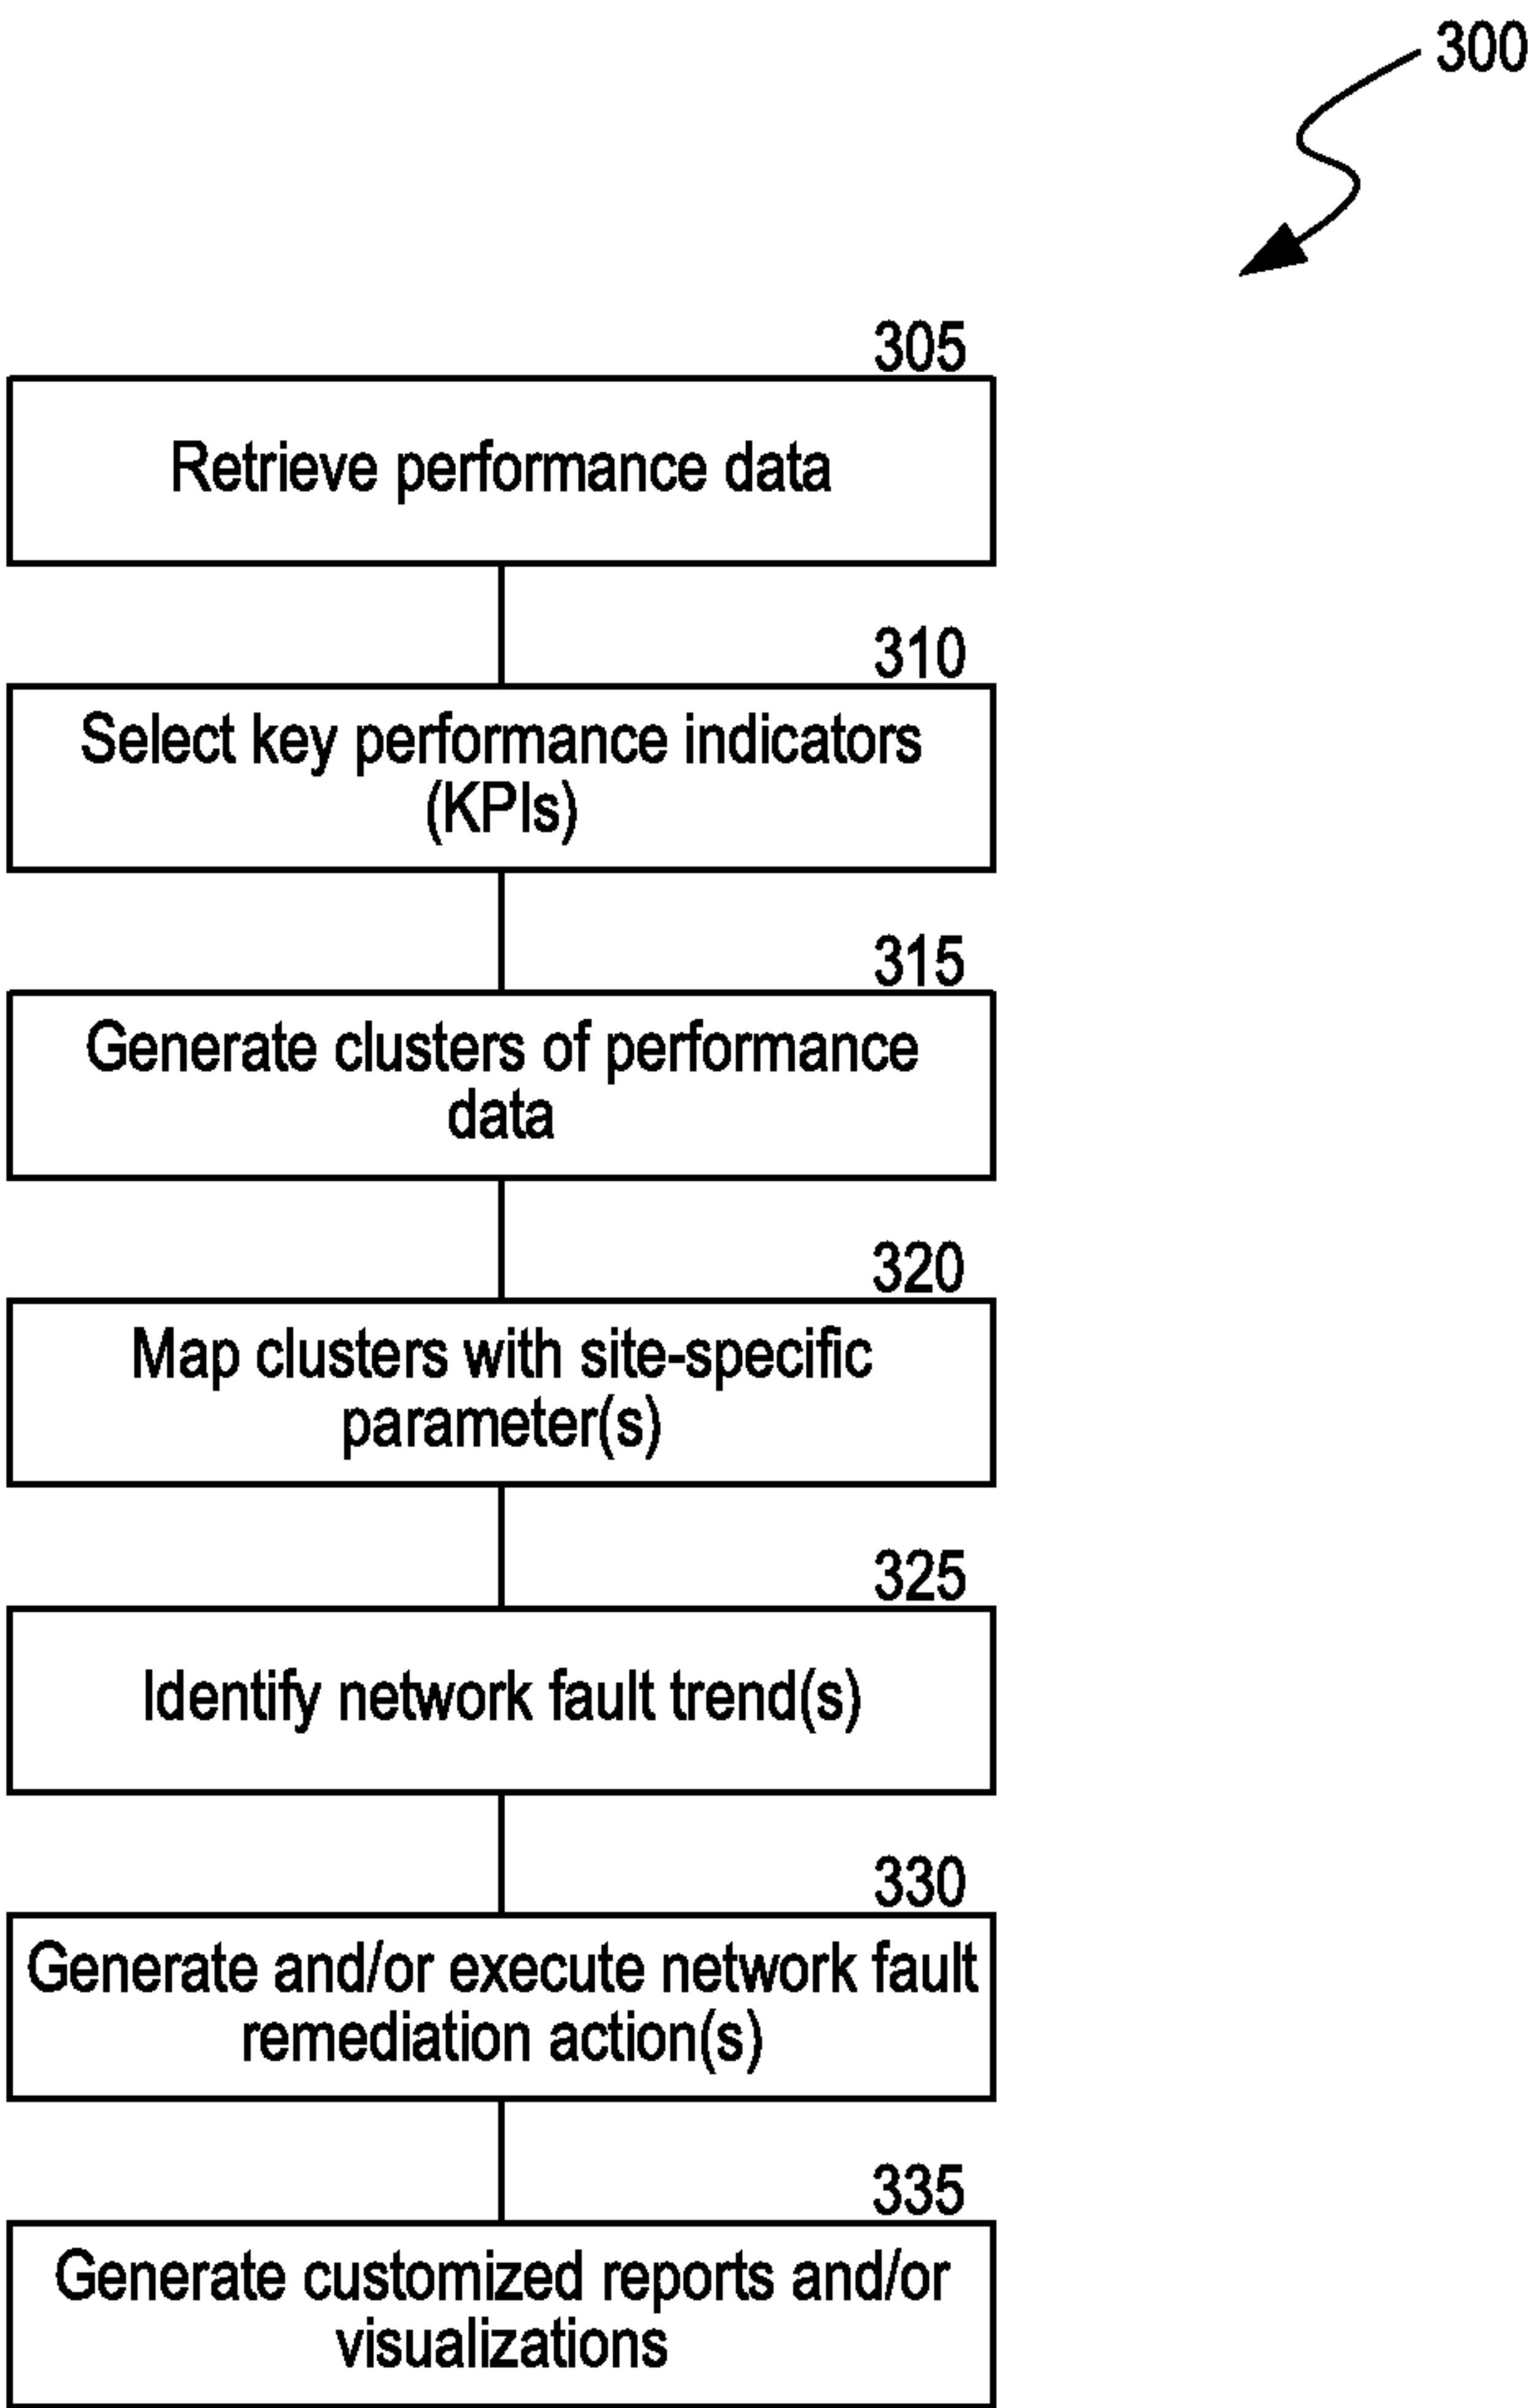 300
305
Retrieve performance data
310
Select key performance indicators
(KPIs)
315
Generate clusters of performance
data
320
Map clusters with site-specific
parameter(s)
325
Identify network fault trend(s)
330
Generate and/or execute network fault
remediation action(s)
335
Generate customized reports and/or
visualizations